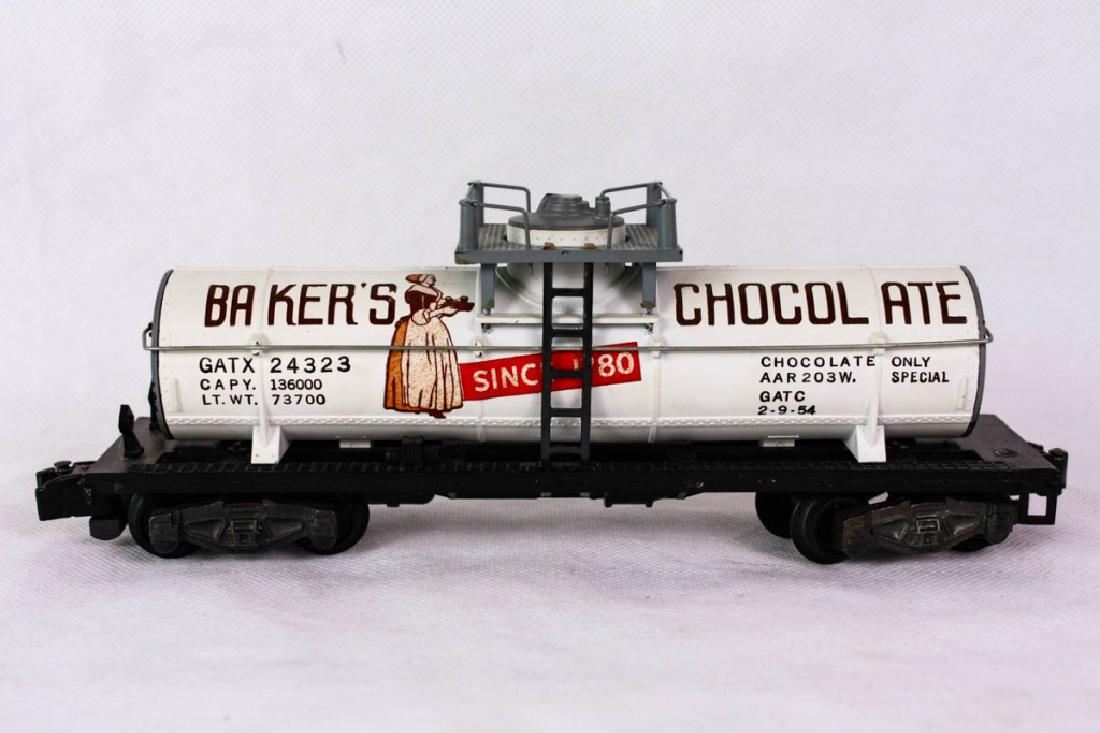 BAKER'S CHOCOLATE
SINC 80
GATX 24323
CAPY. 136000
LT. WT. 73700
CHOCOLATE ONLY
AAR 203W. SPECIAL
GATC
2-9-54